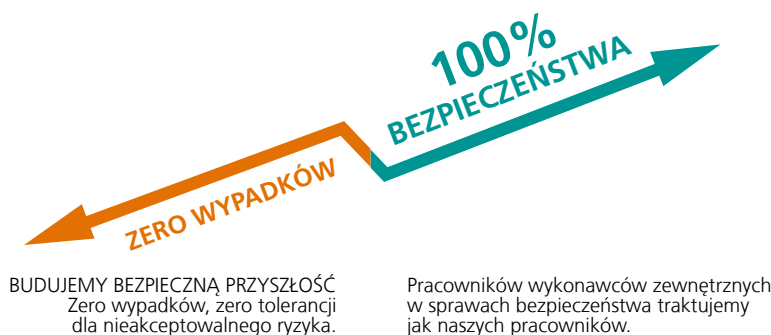 100%
BEZPIECZEŃSTWA
ZERO WYPADKÓW
BUDUJEMY BEZPIECZNĄ PRZYSZŁOŚĆ
Zero wypadków, zero tolerancji
dla nieakceptowalnego ryzyka.
Pracowników wykonawców zewnętrznych
w sprawach bezpieczeństwa traktujemy
jak naszych pracowników.